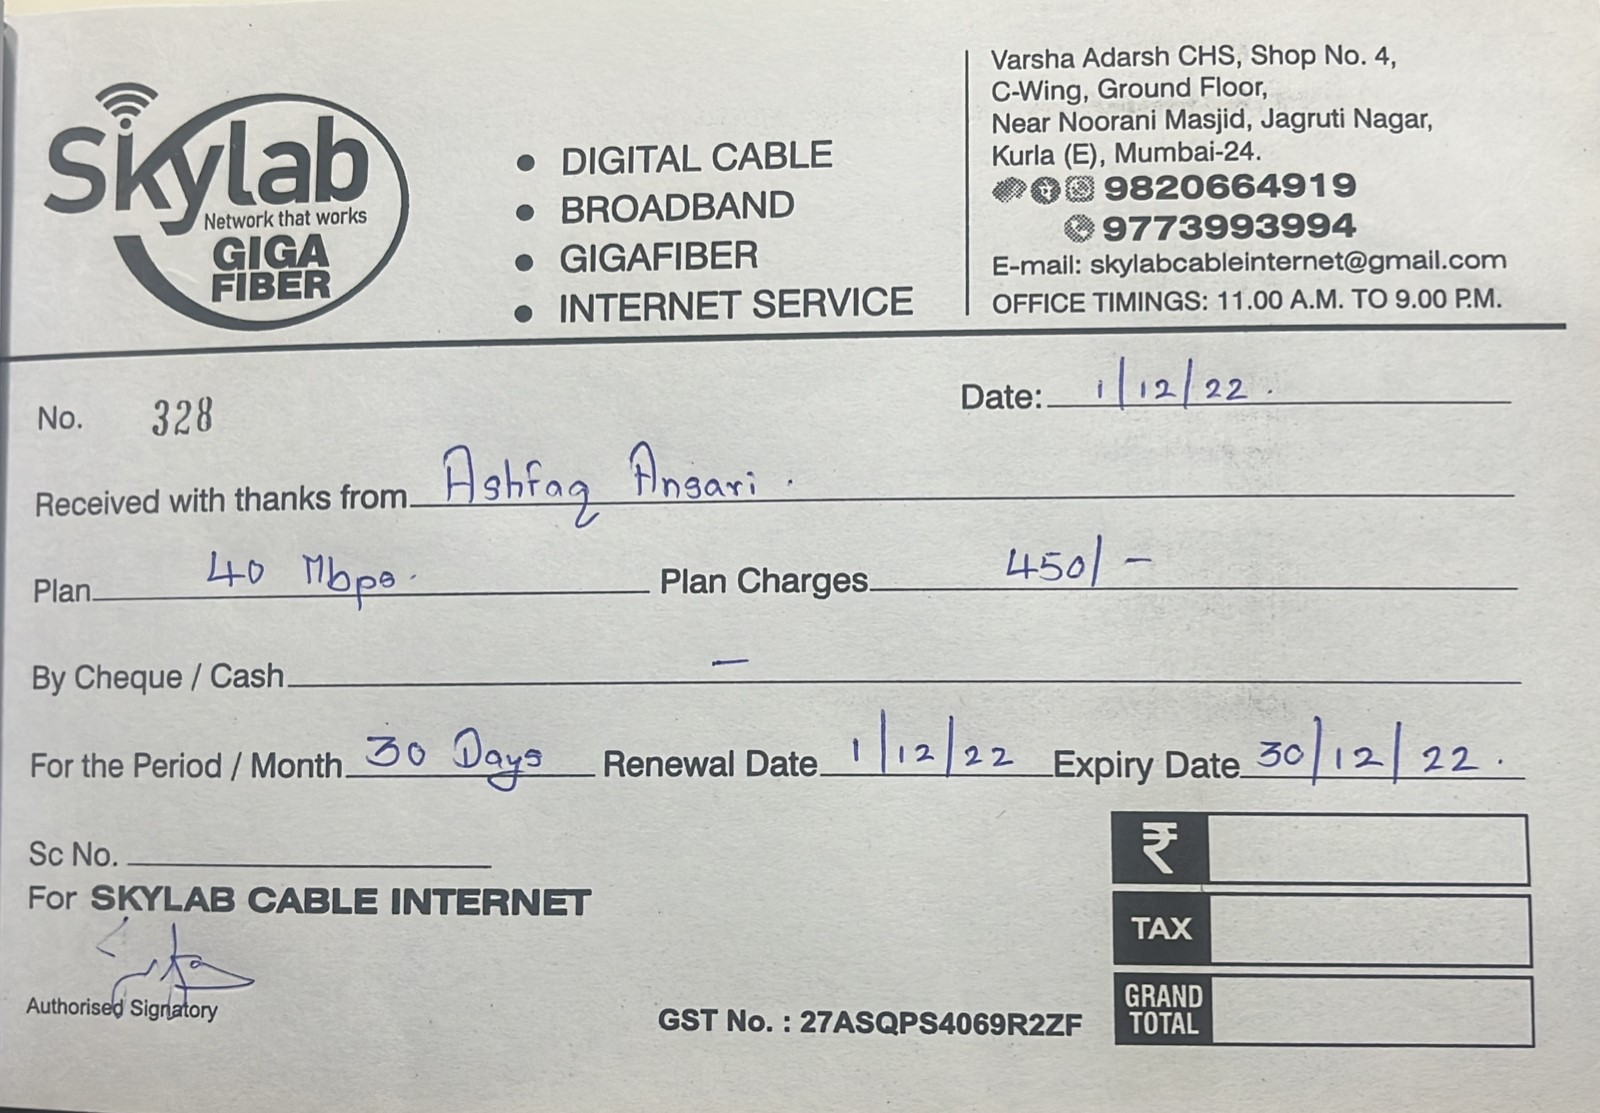 Skylab
Network that works
GIGA
FIBER
• DIGITAL CABLE
• BROADBAND
• GIGAFIBER
• INTERNET SERVICE
Varsha Adarsh CHS, Shop No. 4,
C-Wing, Ground Floor,
Near Noorani Masjid, Jagruti Nagar,
Kurla (E), Mumbai-24.
9820664919
9773993994
E-mail: skylabcableinternet@gmail.com
OFFICE TIMINGS: 11.00 A.M. TO 9.00 P.M.
No. 328
Date: 1/12/22.
Received with thanks from Ashfaq Ansari.
Plan 40 Mbps. Plan Charges 450/-
By Cheque / Cash –
For the Period / Month 30 Days Renewal Date 1/12/22 Expiry Date 30/12/22.
Sc No.
For SKYLAB CABLE INTERNET
Authorised Signatory
GST No. : 27ASQPS4069R2ZF
₹
TAX
GRAND
TOTAL